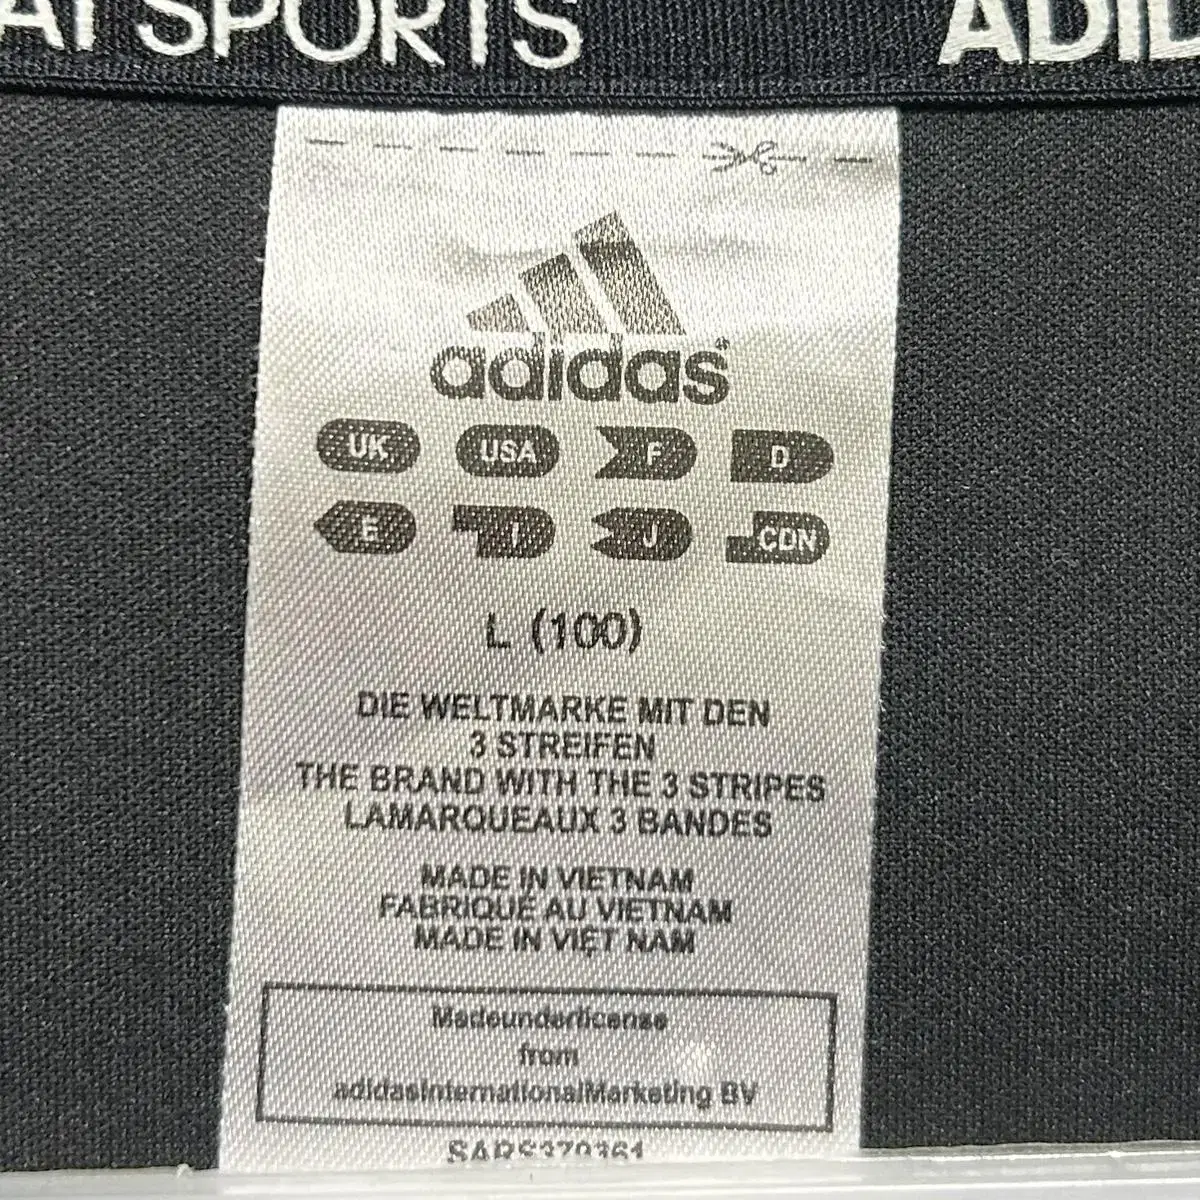 AT SPORTS ADID
adidas
UK USA F D
E I J CDN
L (100)
DIE WELTMARKE MIT DEN
3 STREIFEN
THE BRAND WITH THE 3 STRIPES
LAMARQUEAUX 3 BANDES
MADE IN VIETNAM
FABRIQUÉ AU VIETNAM
MADE IN VIỆT NAM
Madeunderlicense
from
adidasInternationalMarketing BV
SARS379361